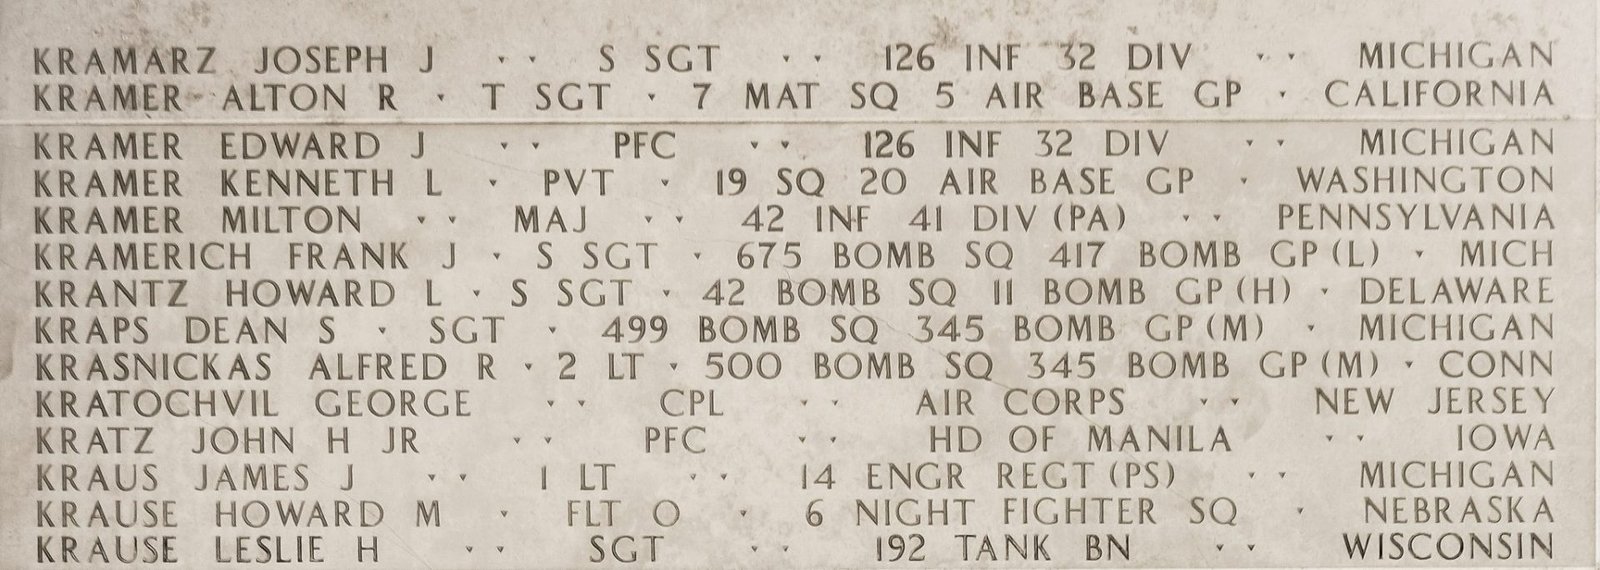 KRAMARZ JOSEPH J · · S SGT · · 126 INF 32 DIV · · MICHIGAN
KRAMER ALTON R · T SGT · 7 MAT SQ 5 AIR BASE GP · CALIFORNIA
KRAMER EDWARD J · · PFC · · 126 INF 32 DIV · · MICHIGAN
KRAMER KENNETH L · PVT · 19 SQ 20 AIR BASE GP · WASHINGTON
KRAMER MILTON · · MAJ · · 42 INF 41 DIV (PA) · · PENNSYLVANIA
KRAMERICH FRANK J · S SGT · 675 BOMB SQ 417 BOMB GP (L) · MICH
KRANTZ HOWARD L · S SGT · 42 BOMB SQ 11 BOMB GP (H) · DELAWARE
KRAPS DEAN S · SGT · 499 BOMB SQ 345 BOMB GP (M) · MICHIGAN
KRASNICKAS ALFRED R · 2 LT · 500 BOMB SQ 345 BOMB GP (M) · CONN
KRATOCHVIL GEORGE · · CPL · · AIR CORPS · · NEW JERSEY
KRATZ JOHN H JR · · PFC · · HD OF MANILA · · IOWA
KRAUS JAMES J · · 1 LT · · 14 ENGR REGT (PS) · · MICHIGAN
KRAUSE HOWARD M · FLT O · 6 NIGHT FIGHTER SQ · NEBRASKA
KRAUSE LESLIE H · · SGT · · 192 TANK BN · · WISCONSIN